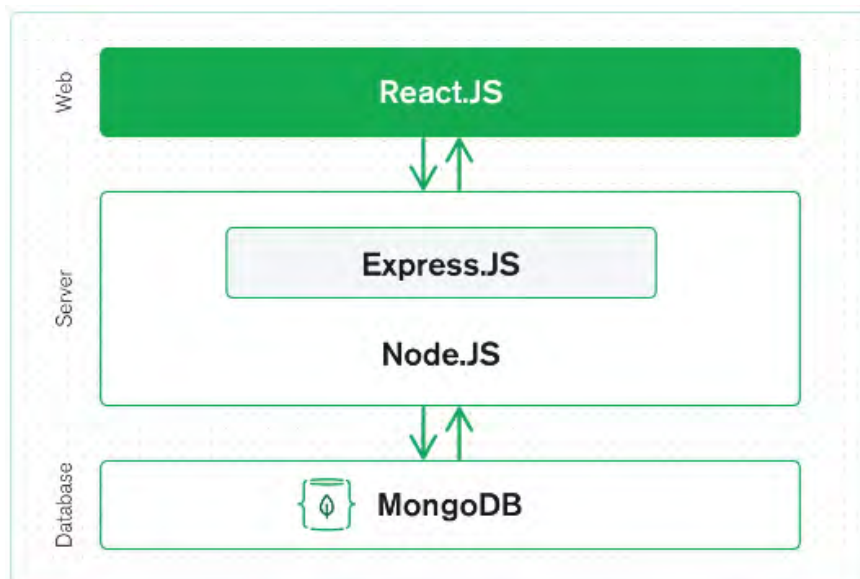 Web
React.JS
Server
Express.JS
Node.JS
Database
MongoDB